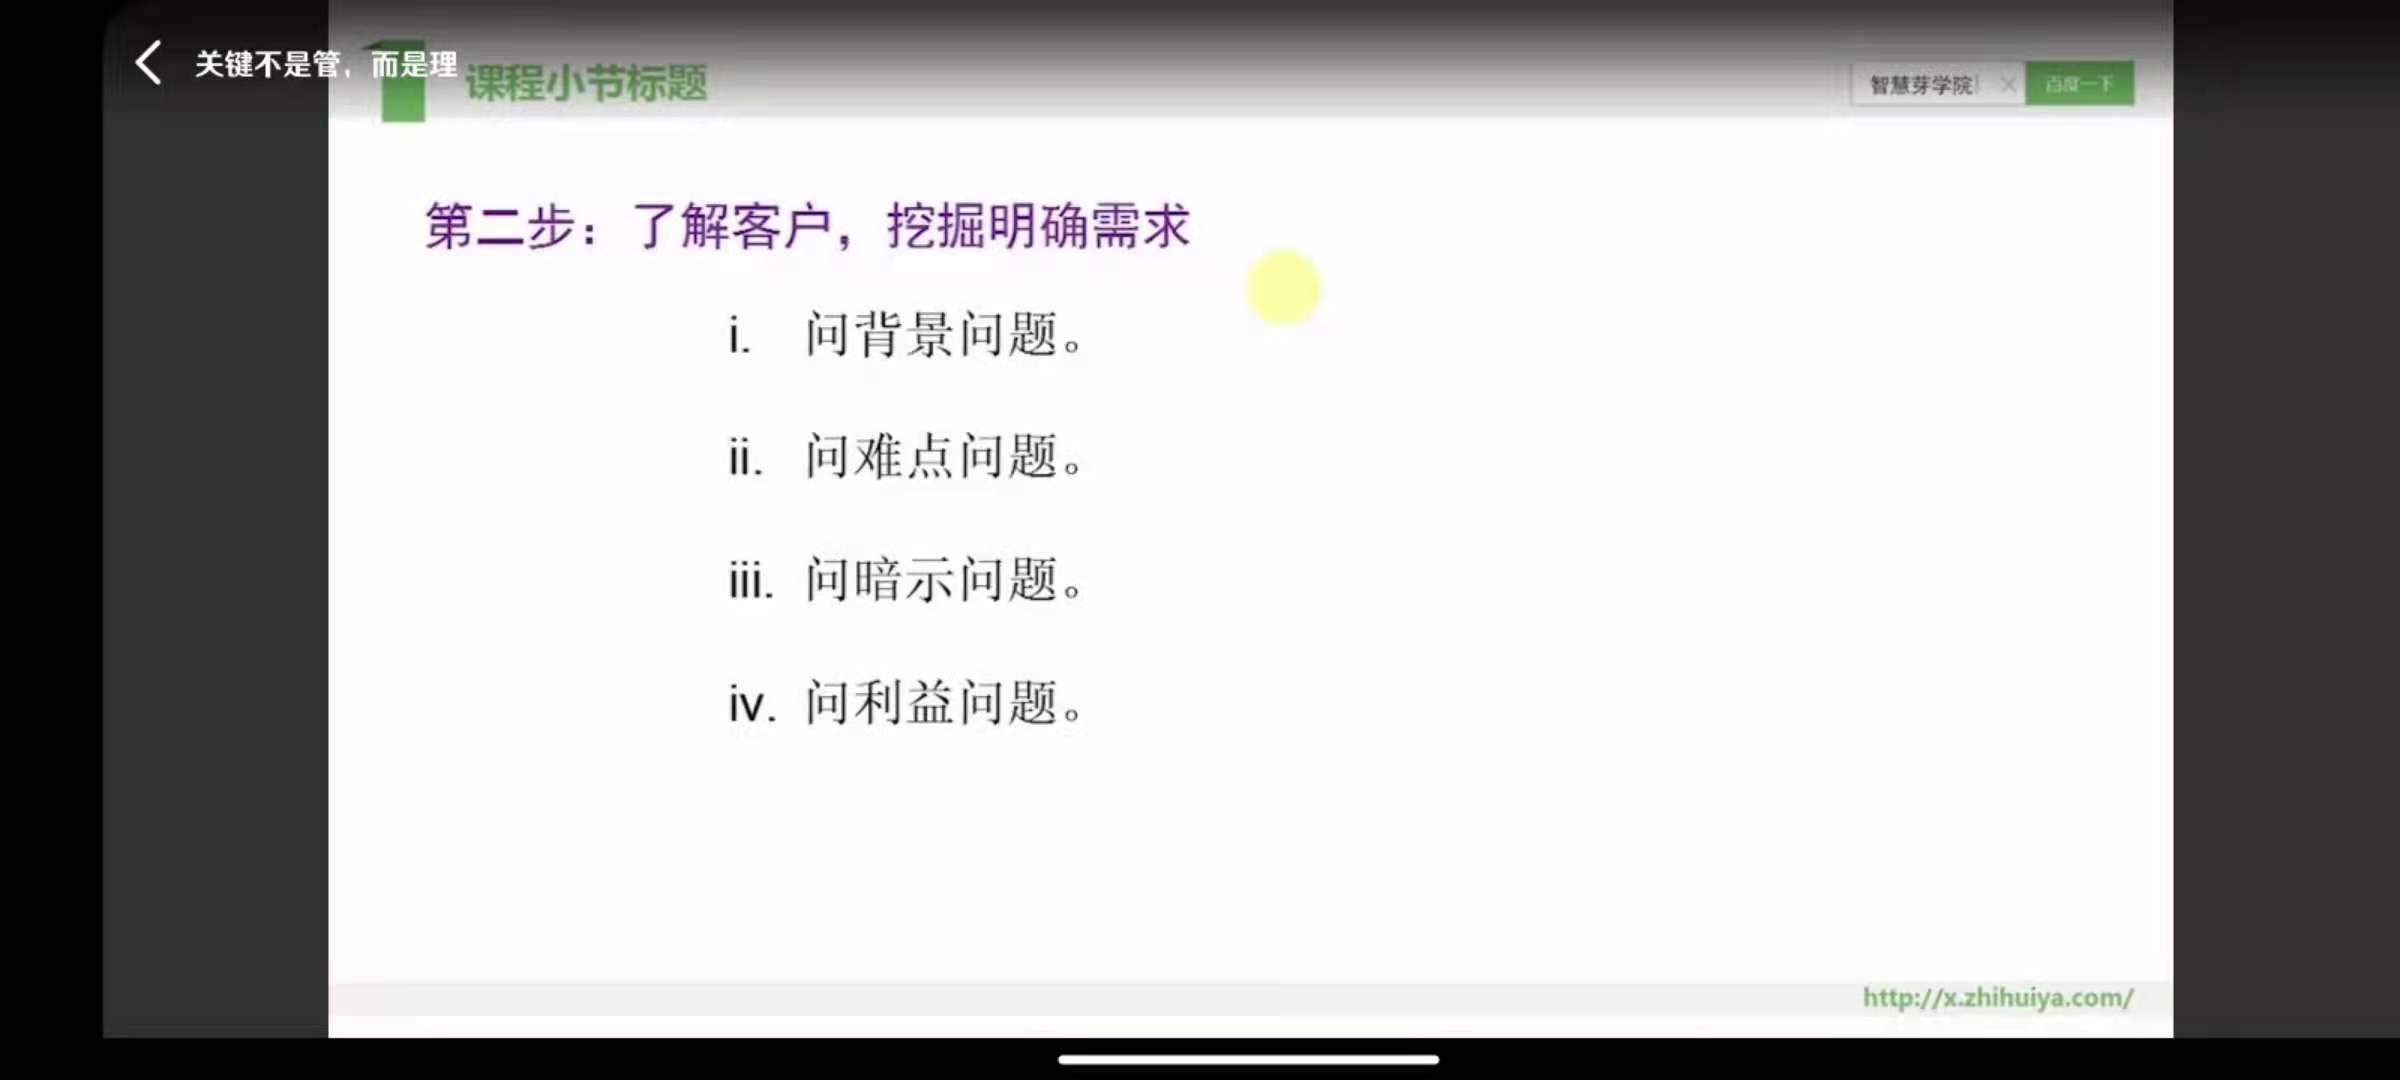 关键不是管，而是理
课程小节标题
智慧芽学院
百度一下
第二步：了解客户，挖掘明确需求
i. 问背景问题。
ii. 问难点问题。
iii. 问暗示问题。
iv. 问利益问题。
http://x.zhihuiya.com/